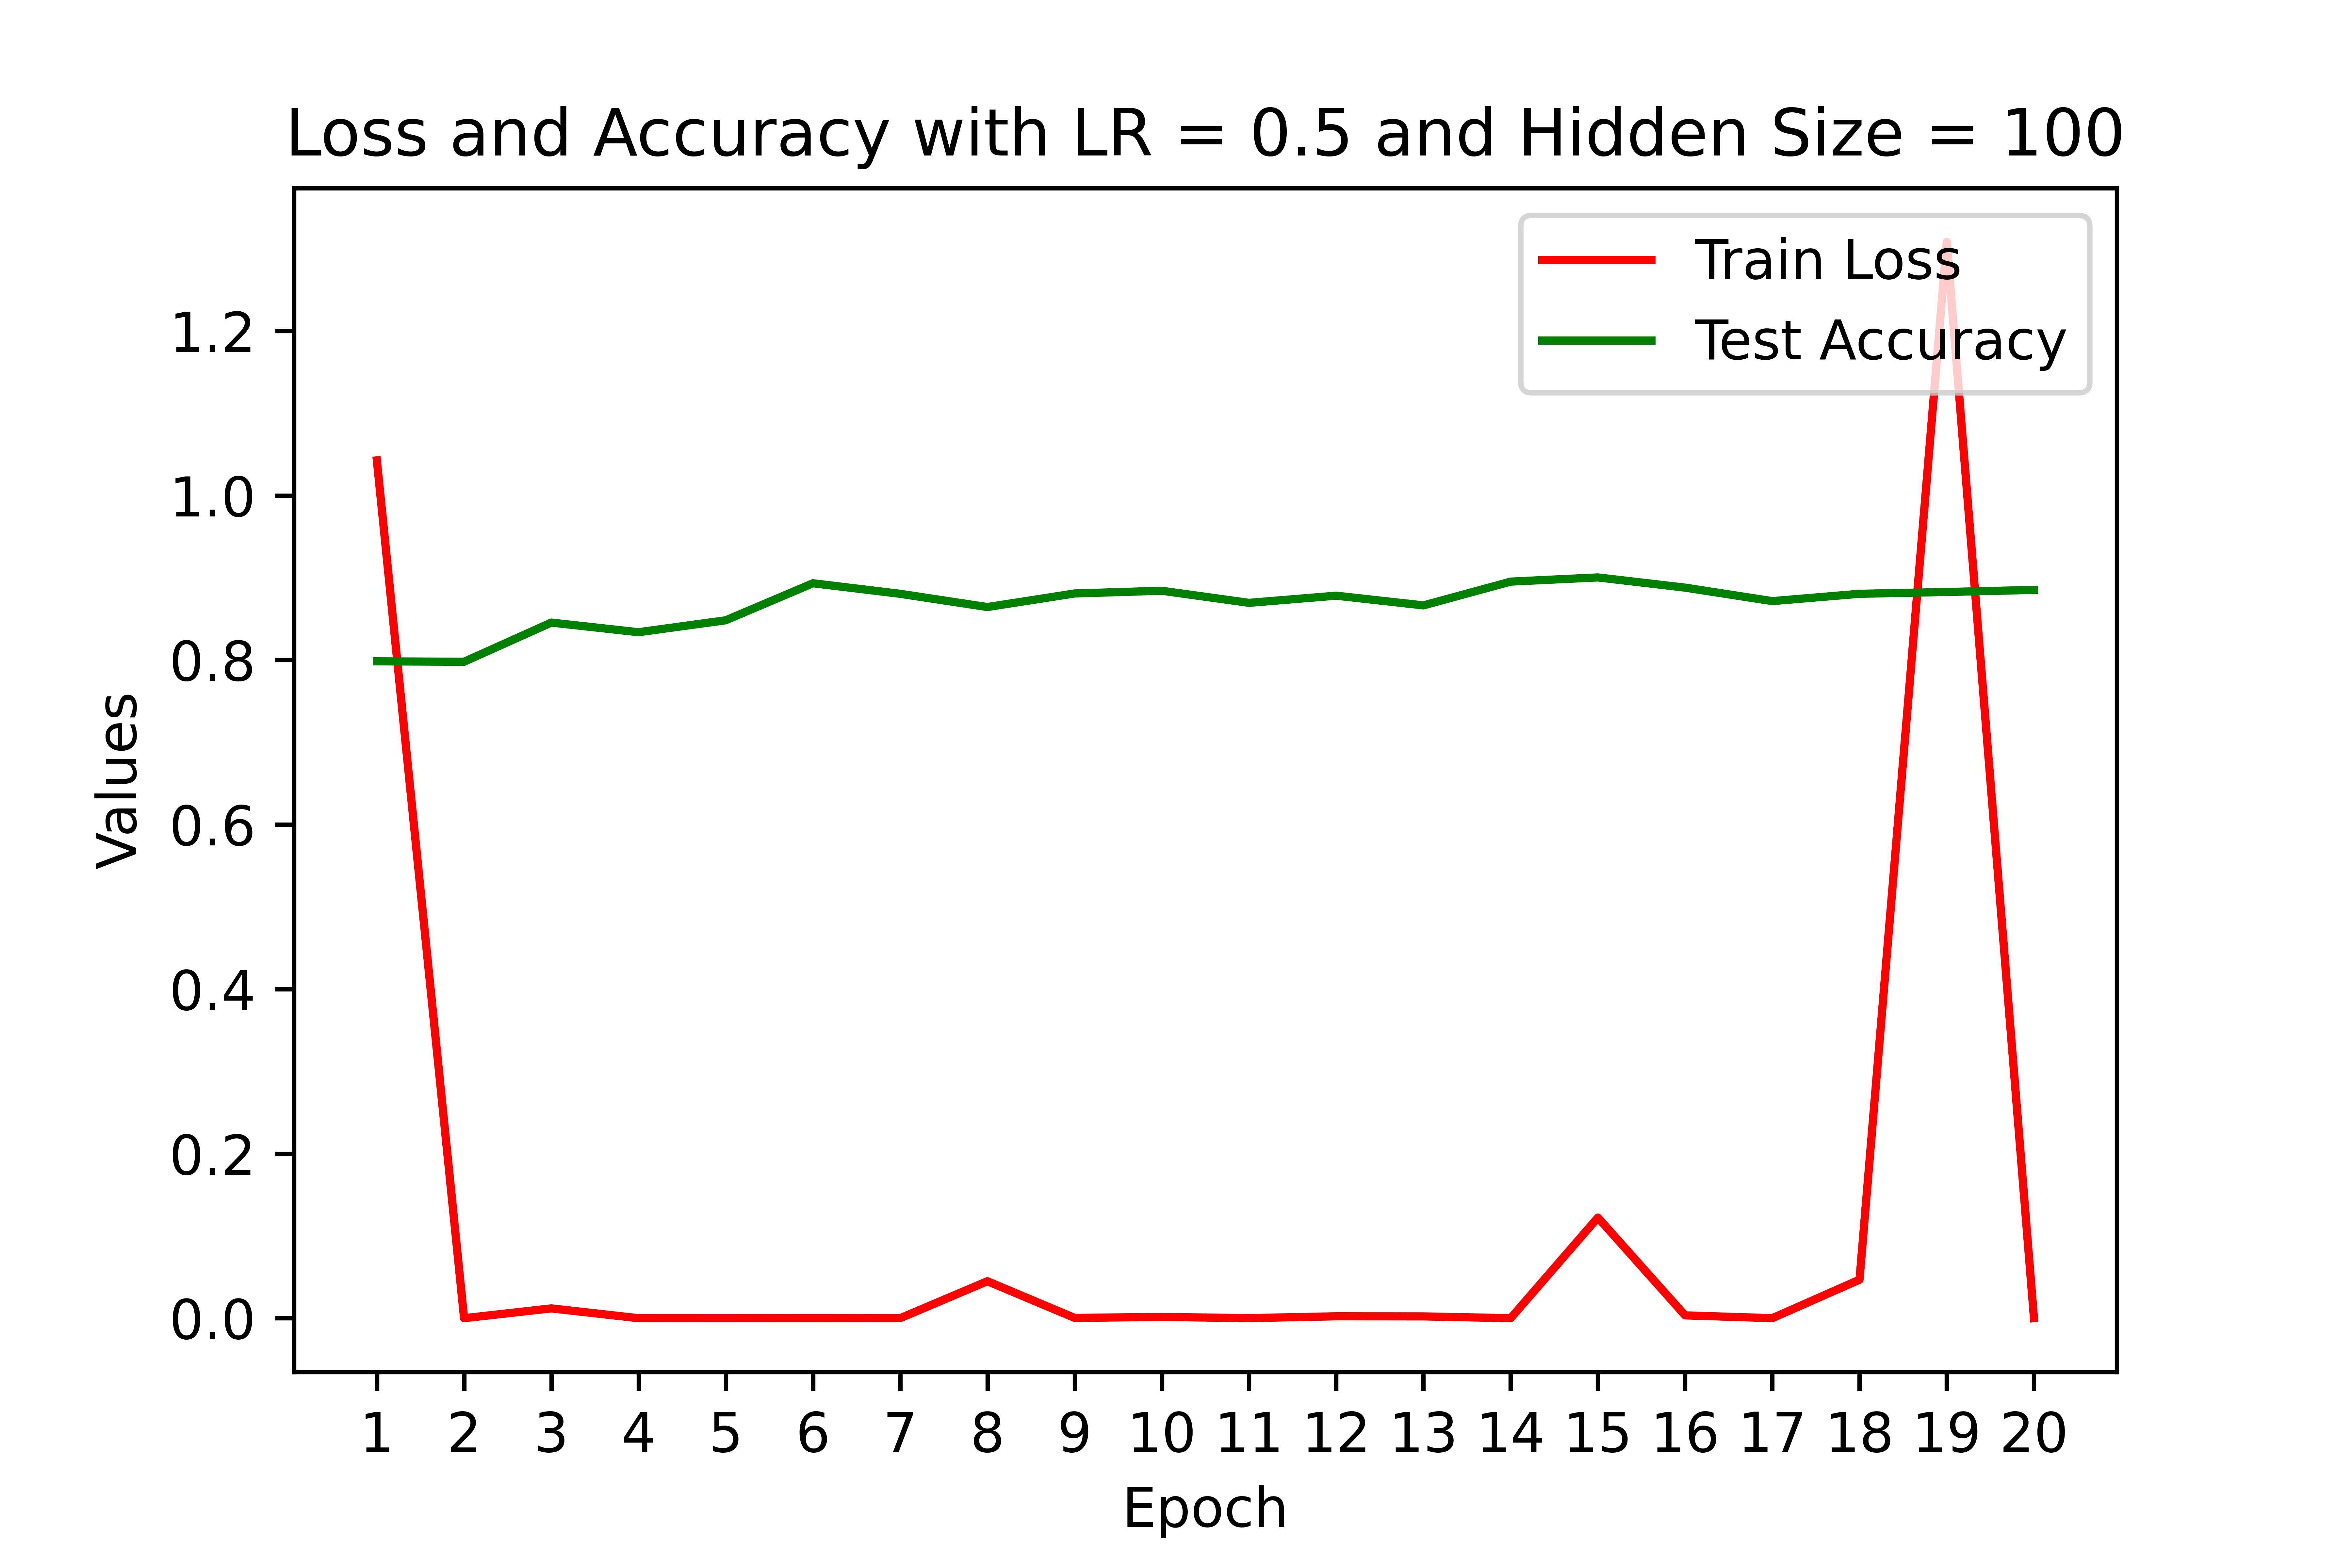 Loss and Accuracy with LR = 0.5 and Hidden Size = 100
Train Loss
Test Accuracy
1.2
1.0
0.8
0.6
0.4
0.2
0.0
Values
1 2 3 4 5 6 7 8 9 10 11 12 13 14 15 16 17 18 19 20
Epoch